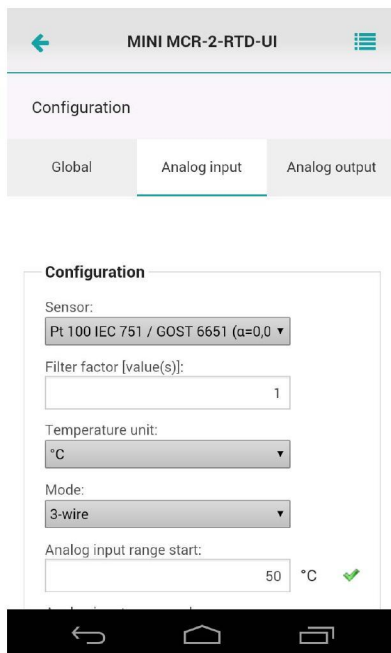 MINI MCR-2-RTD-UI
Configuration
Global
Analog input
Analog output
Configuration
Sensor:
Pt 100 IEC 751 / GOST 6651 (α=0,0
Filter factor [value(s)]:
1
Temperature unit:
°C
Mode:
3-wire
Analog input range start:
50 °C